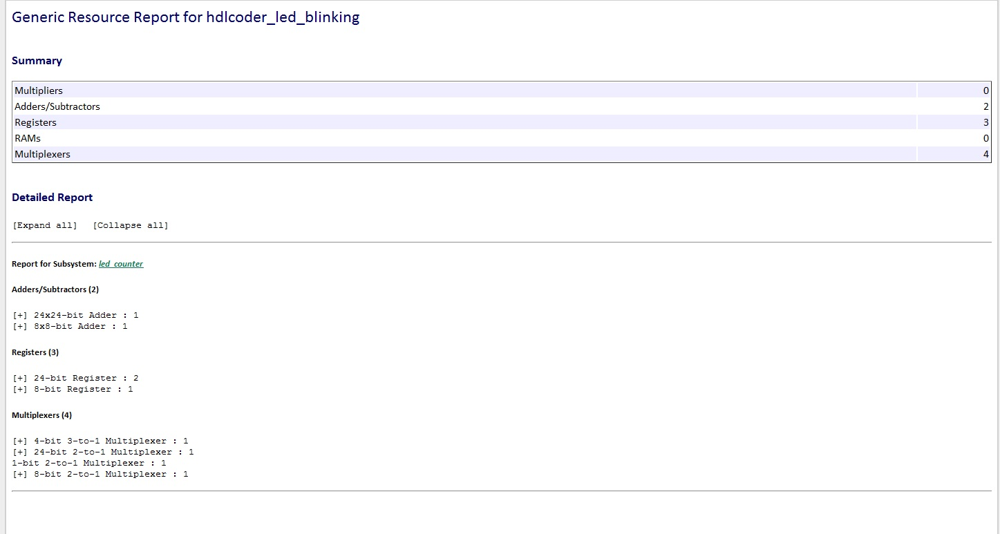 Generic Resource Report for hdlcoder_led_blinking
Summary
Multipliers 0
Adders/Subtractors 2
Registers 3
RAMs 0
Multiplexers 4
Detailed Report
[Expand all] [Collapse all]
Report for Subsystem: led_counter
Adders/Subtractors (2)
[+] 24x24-bit Adder : 1
[+] 8x8-bit Adder : 1
Registers (3)
[+] 24-bit Register : 2
[+] 8-bit Register : 1
Multiplexers (4)
[+] 4-bit 3-to-1 Multiplexer : 1
[+] 24-bit 2-to-1 Multiplexer : 1
1-bit 2-to-1 Multiplexer : 1
[+] 8-bit 2-to-1 Multiplexer : 1